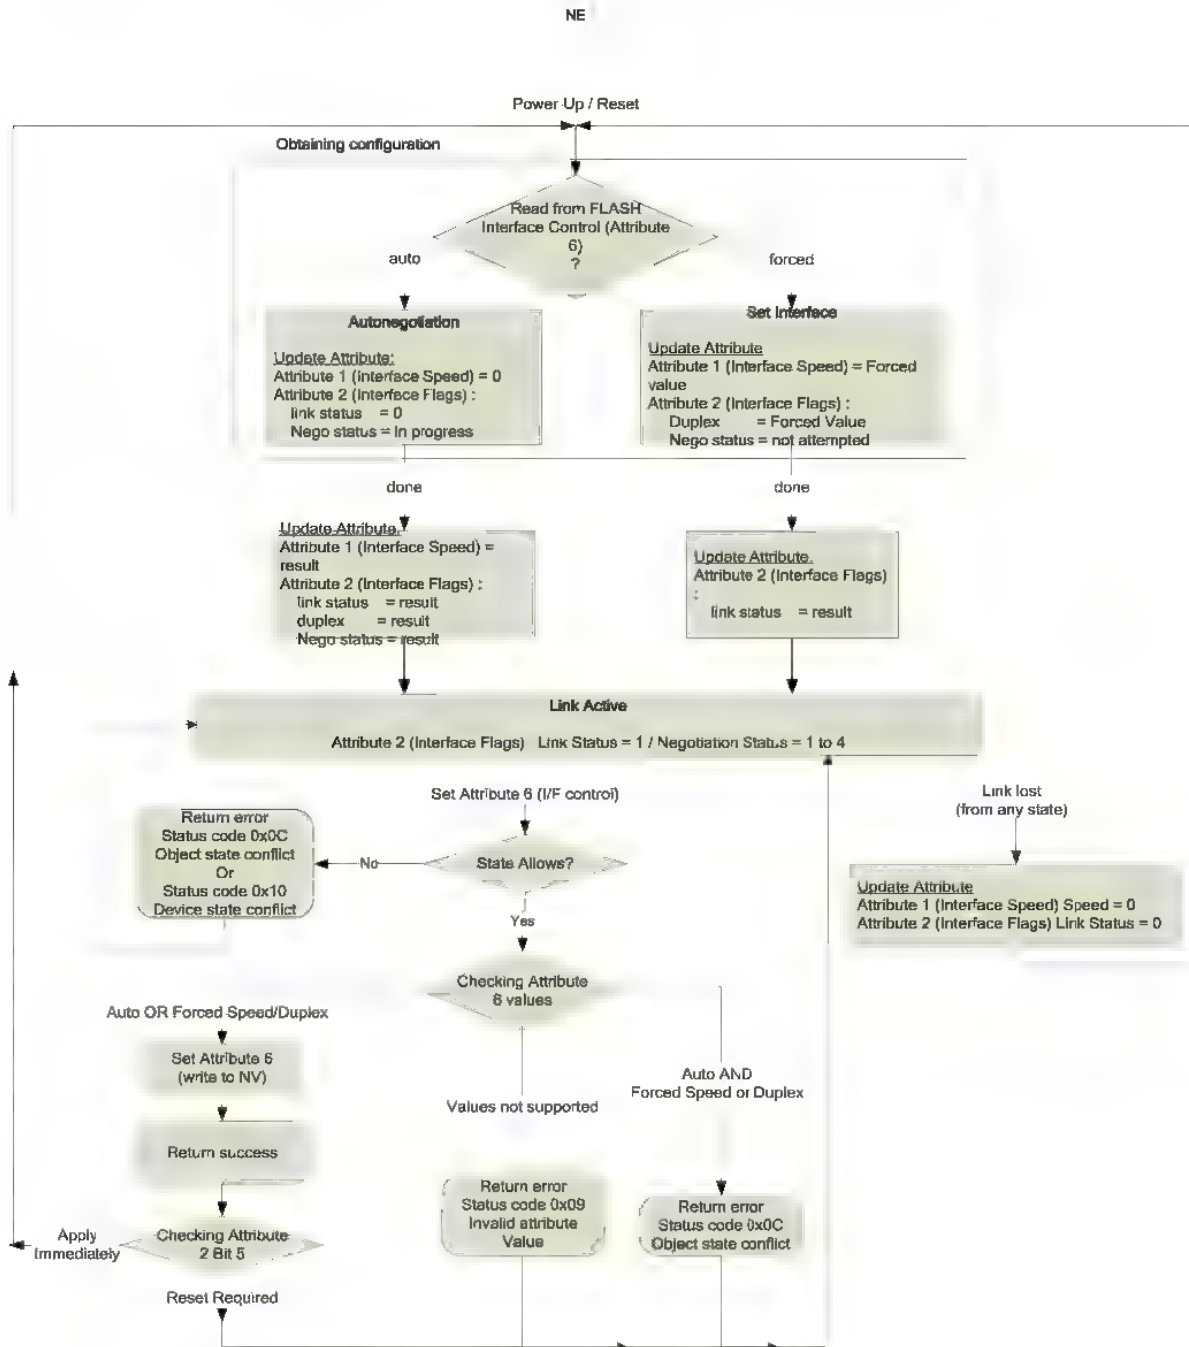 NE
Power Up / Reset
Obtaining configuration
Read from FLASH
Interface Control (Attribute
6)
?
auto
forced
Autonegotiation
Update Attribute:
Attribute 1 (Interface Speed) = 0
Attribute 2 (Interface Flags) :
link status = 0
Nego status = In progress
Set Interface
Update Attribute
Attribute 1 (Interface Speed) = Forced
value
Attribute 2 (Interface Flags) :
Duplex = Forced Value
Nego status = not attempted
done
done
Update Attribute.
Attribute 1 (Interface Speed) =
result
Attribute 2 (Interface Flags) :
link status = result
duplex = result
Nego status = result
Update Attribute.
Attribute 2 (Interface Flags)
:
link status = result
Link Active
Attribute 2 (Interface Flags) Link Status = 1 / Negotiation Status = 1 to 4
Set Attribute 6 (I/F control)
Link lost
(from any state)
Return error
Status code 0x0C
Object state conflict
Or
Status code 0x10
Device state conflict
No
State Allows?
Yes
Update Attribute
Attribute 1 (Interface Speed) Speed = 0
Attribute 2 (Interface Flags) Link Status = 0
Checking Attribute
6 values
Auto OR Forced Speed/Duplex
Set Attribute 6
(write to NV)
Auto AND
Forced Speed or Duplex
Values not supported
Return success
Return error
Status code 0x09
Invalid attribute
Value
Return error
Status code 0x0C
Object state conflict
Apply
Immediately
Checking Attribute
2 Bit 5
Reset Required